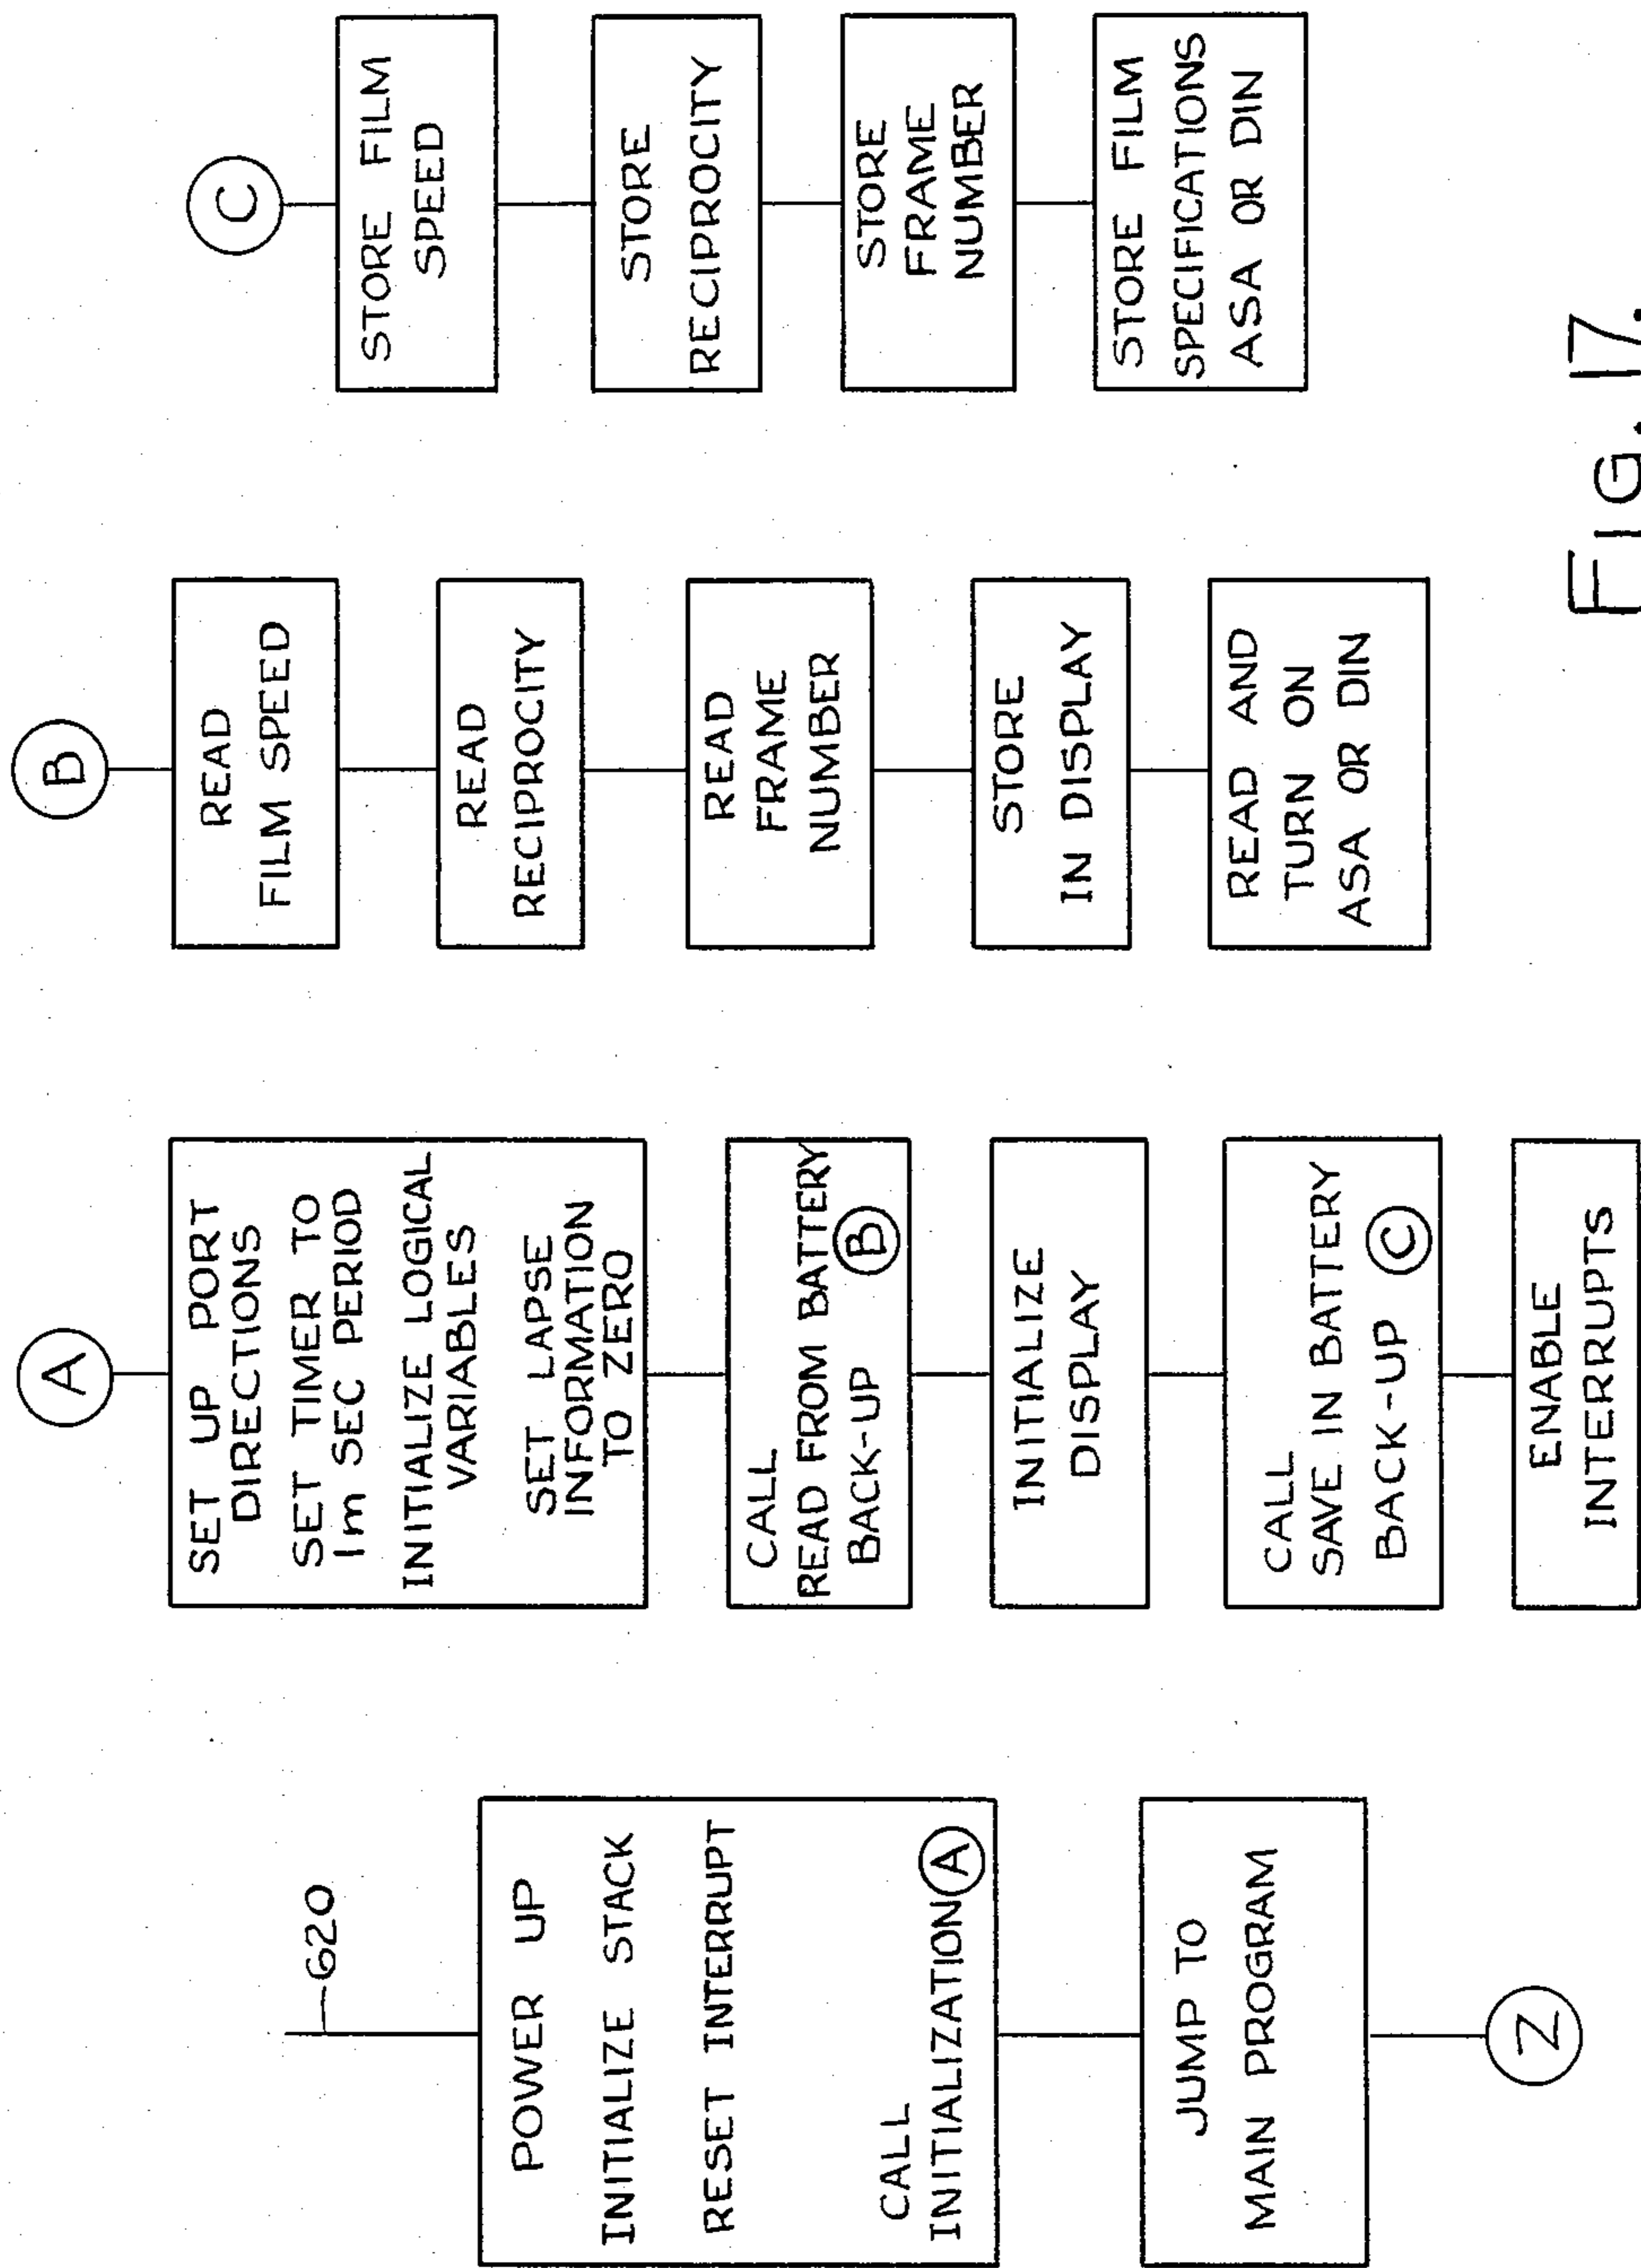 620
POWER UP
INITIALIZE STACK
RESET INTERRUPT
CALL
INITIALIZATION A
JUMP TO
MAIN PROGRAM
Z
A
SET UP PORT
DIRECTIONS
SET TIMER TO
1 m SEC PERIOD
INITIALIZE LOGICAL
VARIABLES
SET LAPSE
INFORMATION
TO ZERO
CALL
READ FROM BATTERY
BACK-UP B
INITIALIZE
DISPLAY
CALL
SAVE IN BATTERY
BACK-UP C
ENABLE
INTERRUPTS
B
READ
FILM SPEED
READ
RECIPROCITY
READ
FRAME
NUMBER
STORE
IN DISPLAY
READ AND
TURN ON
ASA OR DIN
C
STORE FILM
SPEED
STORE
RECIPROCITY
STORE
FRAME
NUMBER
STORE FILM
SPECIFICATIONS
ASA OR DIN
FIG. 17.